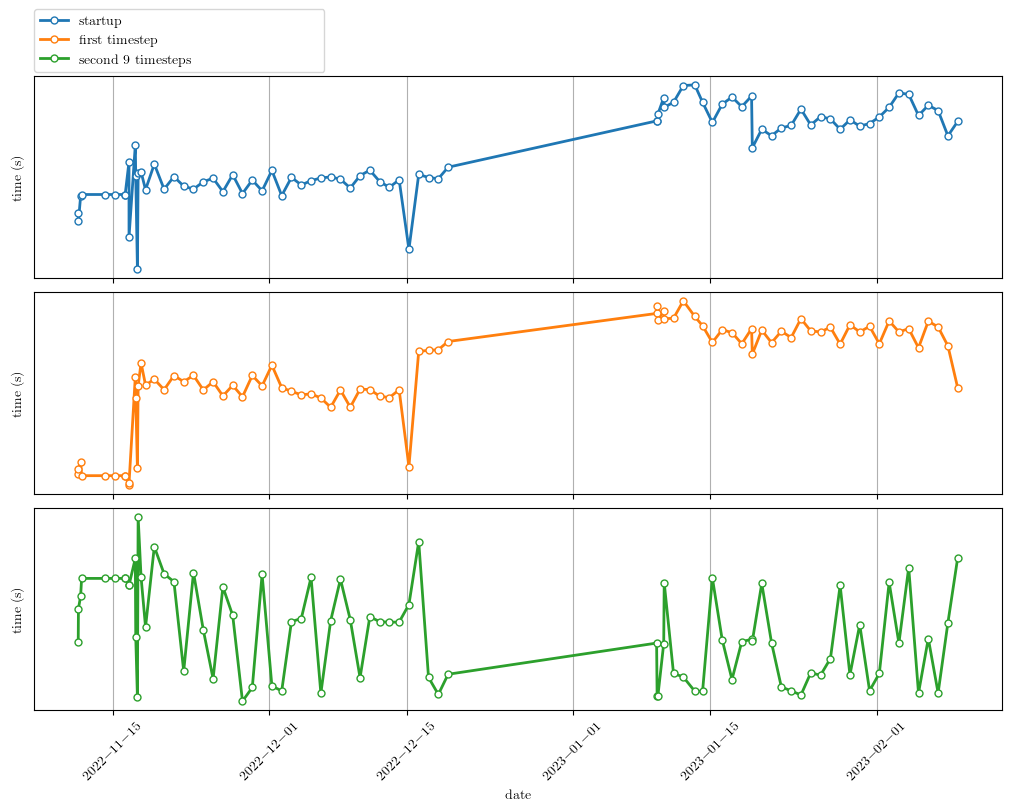 startup
first timestep
second 9 timesteps
time (s)
time (s)
time (s)
2022−11−15
2022−12−01
2022−12−15
2023−01−01
2023−01−15
2023−02−01
date